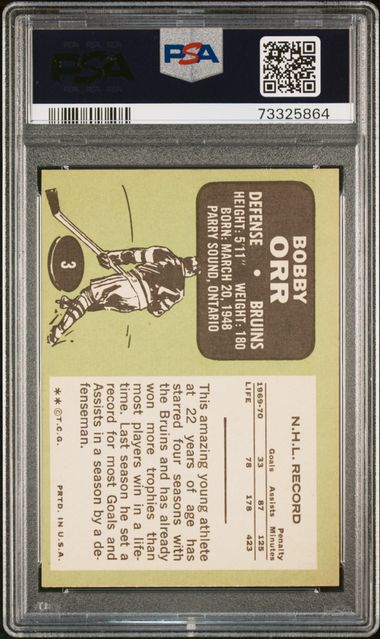 PSA
PSA
73325864
3
BOBBY
ORR
DEFENSE • BRUINS
HEIGHT: 5'11" WEIGHT: 180
BORN: MARCH 20, 1948
PARRY SOUND, ONTARIO
N.H.L. RECORD
Penalty
Goals Assists Minutes
1969-70 33 87 125
LIFE 78 178 423
This amazing young athlete
at 22 years of age has
starred four seasons with
the Bruins and has already
won more trophies than
most players win in a life-
time. Last season he set a
record for most Goals and
Assists in a season by a de-
fenseman.
**©T.C.G. PRTD. IN U.S.A.